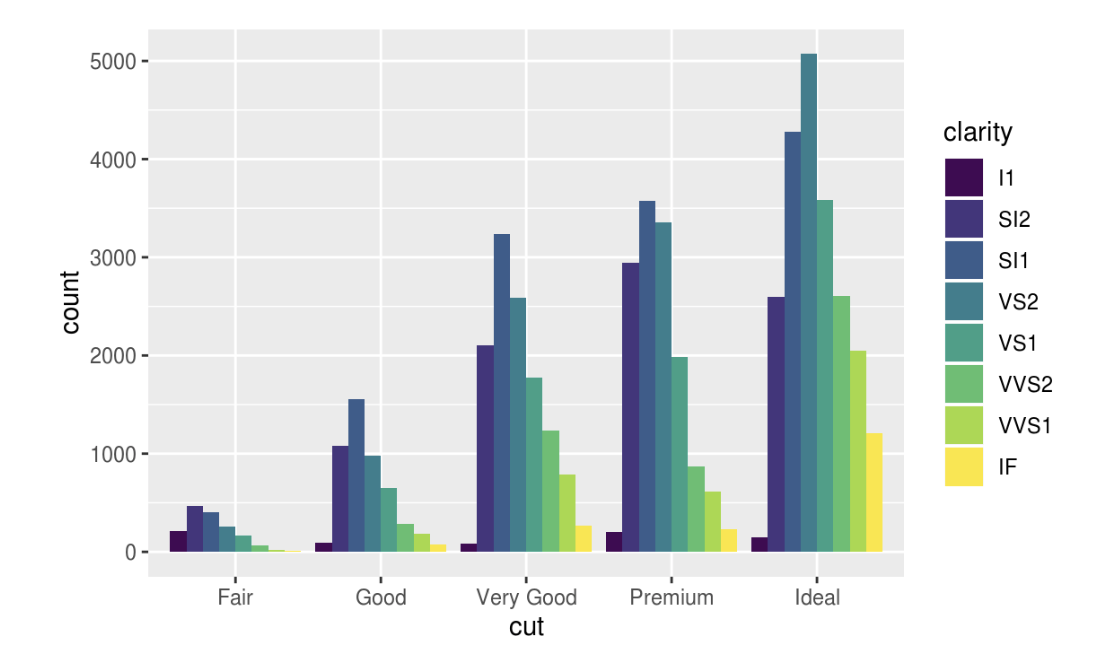 5000
4000
3000
2000
1000
0
count
Fair Good Very Good Premium Ideal
cut
clarity
I1
SI2
SI1
VS2
VS1
VVS2
VVS1
IF